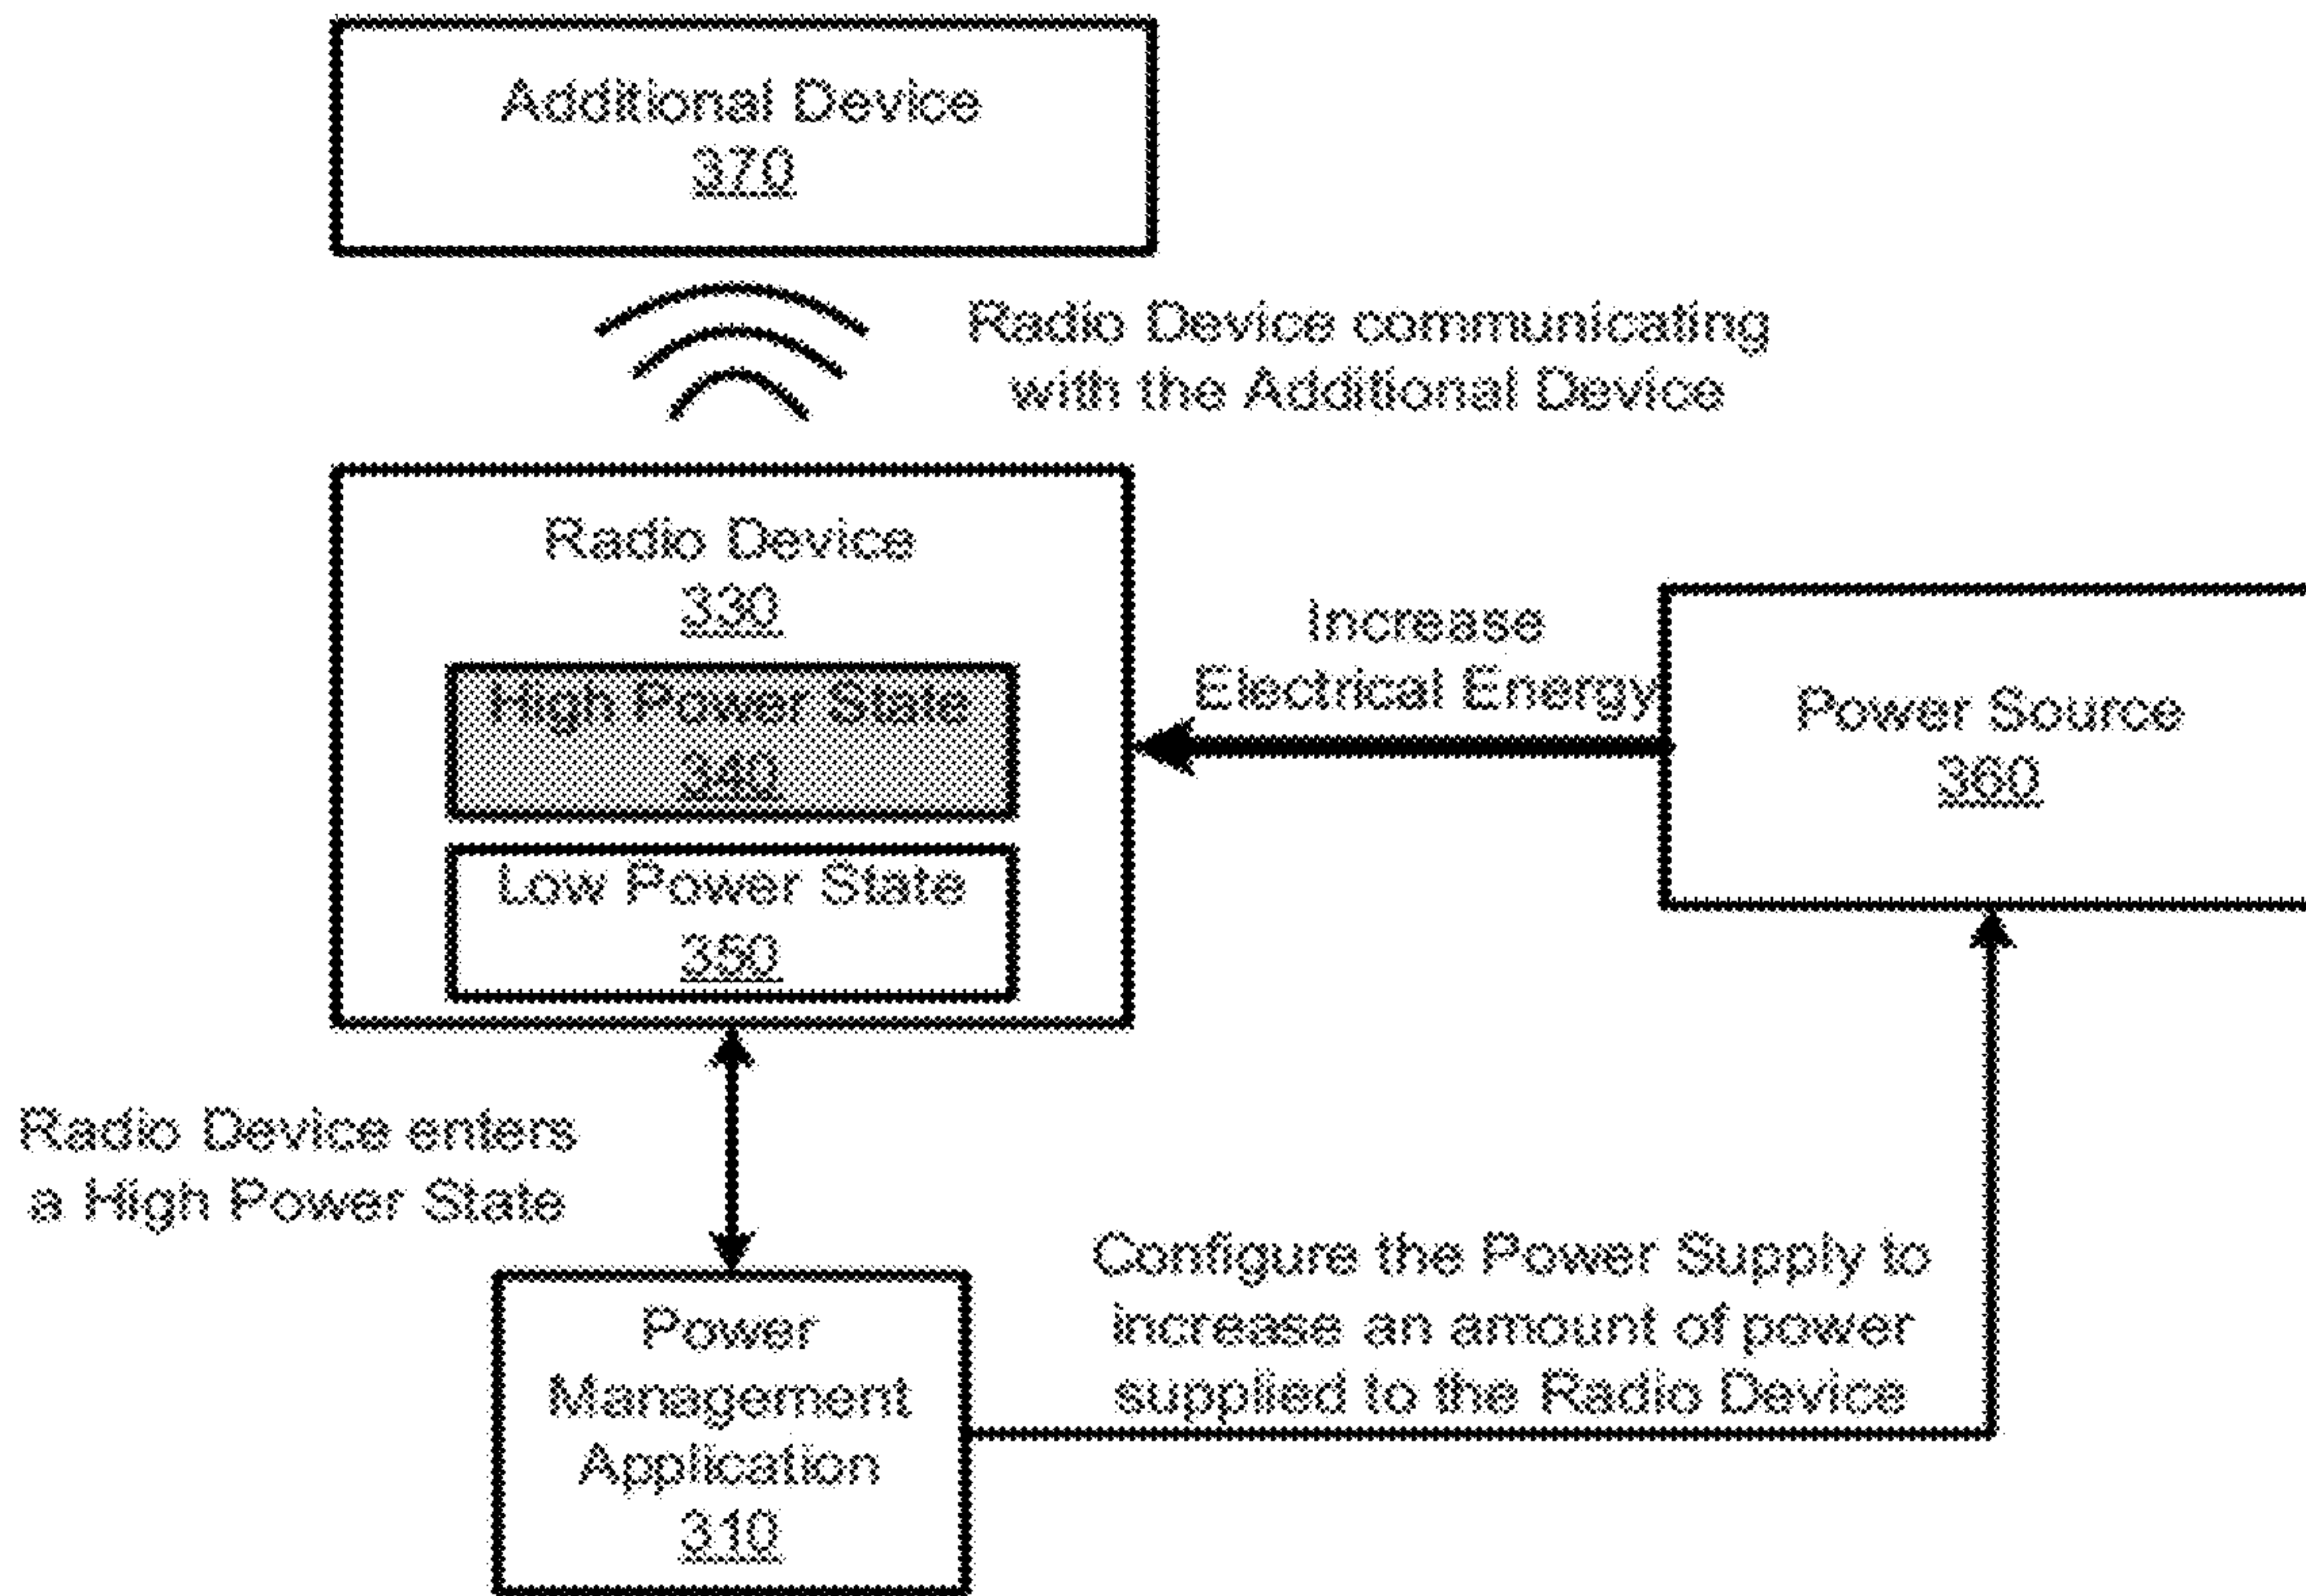 Additional Device
370
Radio Device communicating
with the Additional Device
Radio Device
330
High Power State
340
Low Power State
350
Increase
Electrical Energy
Power Source
360
Radio Device enters
a High Power State
Configure the Power Supply to
increase an amount of power
supplied to the Radio Device
Power
Management
Application
310